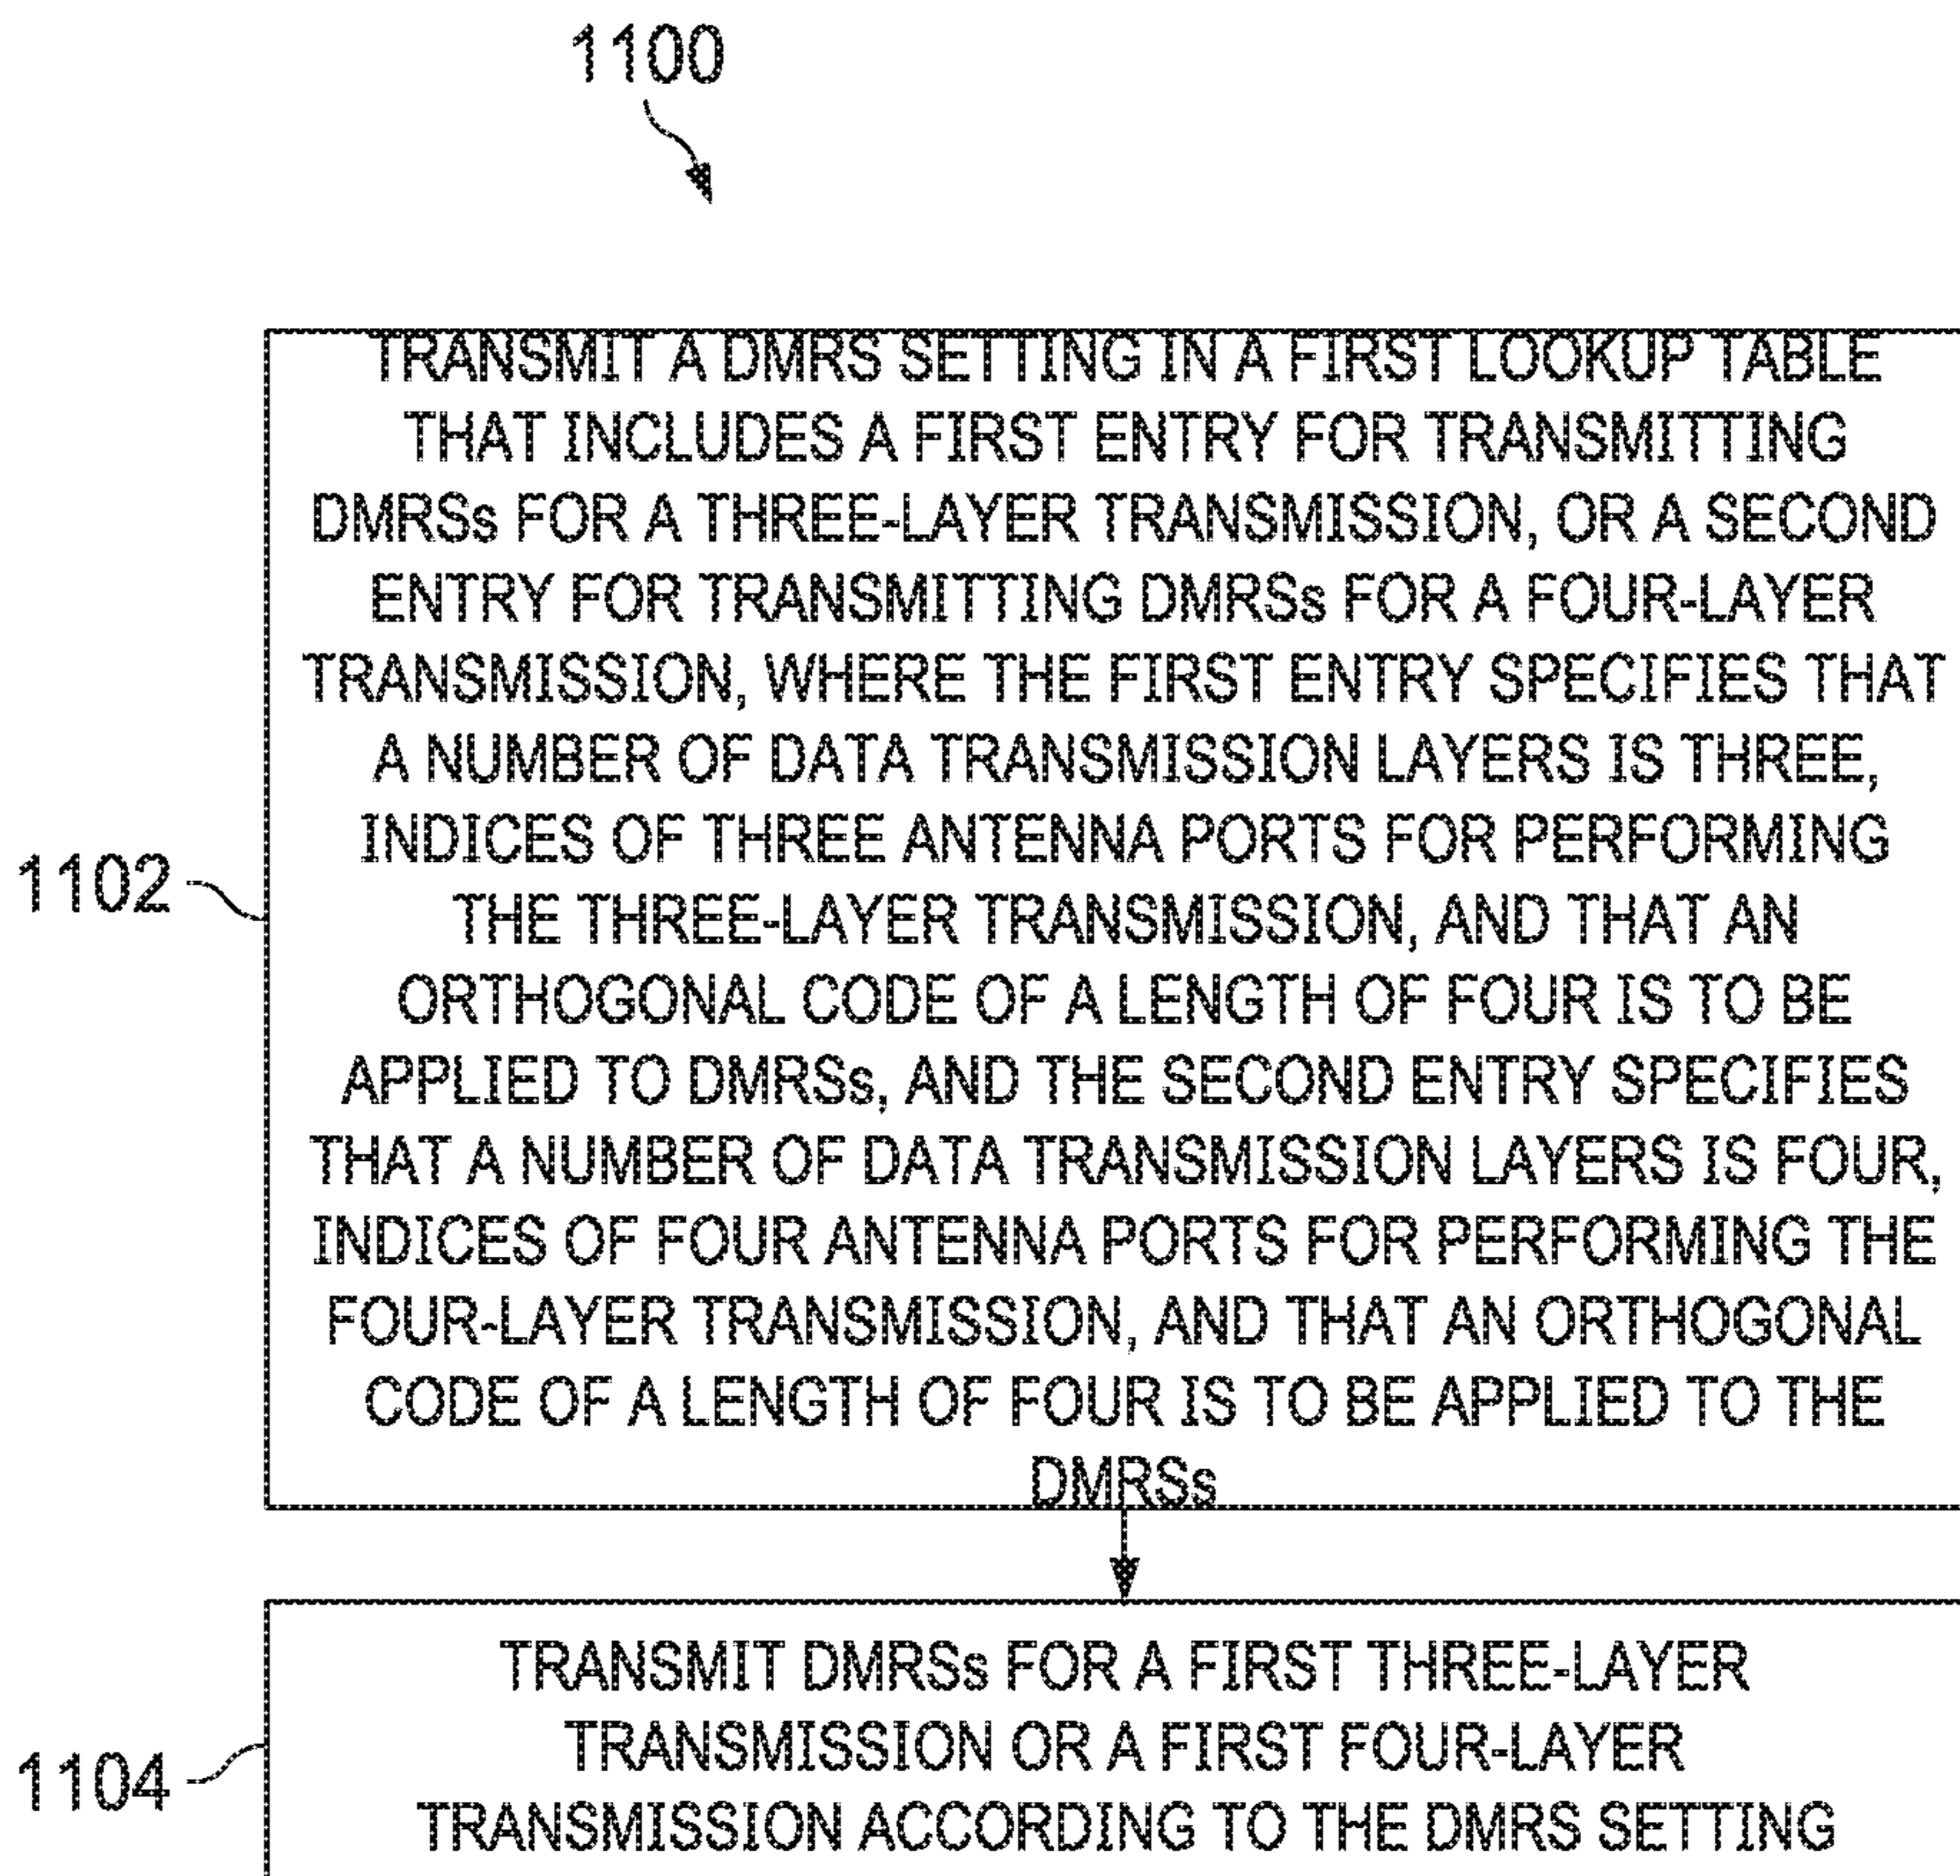 1100
TRANSMIT A DMRS SETTING IN A FIRST LOOKUP TABLE
THAT INCLUDES A FIRST ENTRY FOR TRANSMITTING
DMRSs FOR A THREE-LAYER TRANSMISSION, OR A SECOND
ENTRY FOR TRANSMITTING DMRSs FOR A FOUR-LAYER
TRANSMISSION, WHERE THE FIRST ENTRY SPECIFIES THAT
A NUMBER OF DATA TRANSMISSION LAYERS IS THREE,
INDICES OF THREE ANTENNA PORTS FOR PERFORMING
THE THREE-LAYER TRANSMISSION, AND THAT AN
ORTHOGONAL CODE OF A LENGTH OF FOUR IS TO BE
APPLIED TO DMRSs, AND THE SECOND ENTRY SPECIFIES
THAT A NUMBER OF DATA TRANSMISSION LAYERS IS FOUR,
INDICES OF FOUR ANTENNA PORTS FOR PERFORMING THE
FOUR-LAYER TRANSMISSION, AND THAT AN ORTHOGONAL
CODE OF A LENGTH OF FOUR IS TO BE APPLIED TO THE
DMRSs
1102
TRANSMIT DMRSs FOR A FIRST THREE-LAYER
TRANSMISSION OR A FIRST FOUR-LAYER
TRANSMISSION ACCORDING TO THE DMRS SETTING
1104